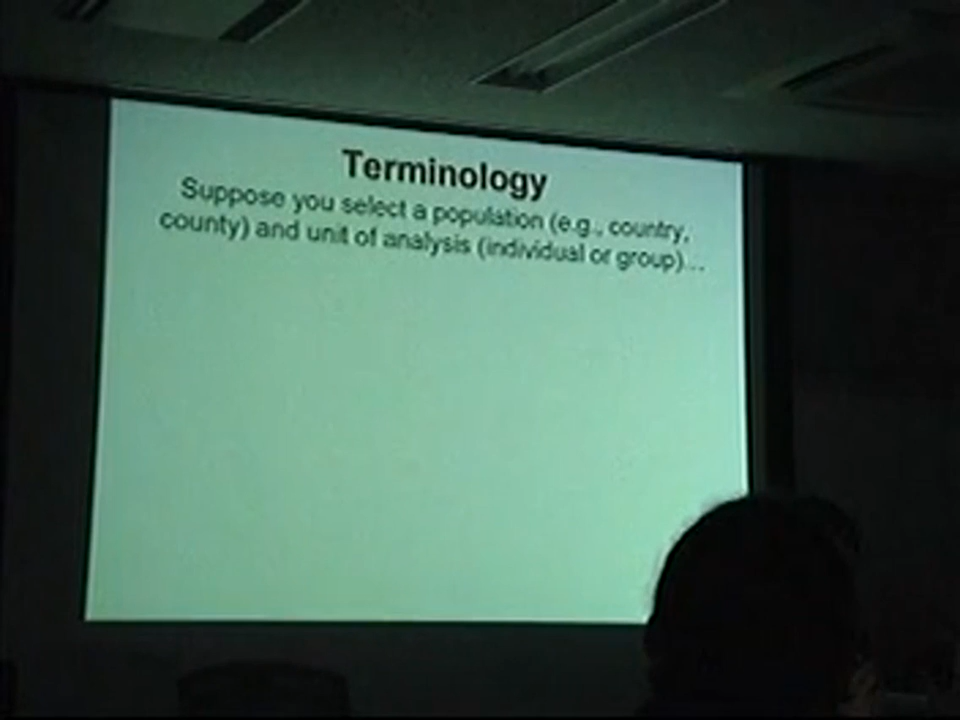 Terminology
Suppose you select a population (e.g., country,
county) and unit of analysis (individual or group)...